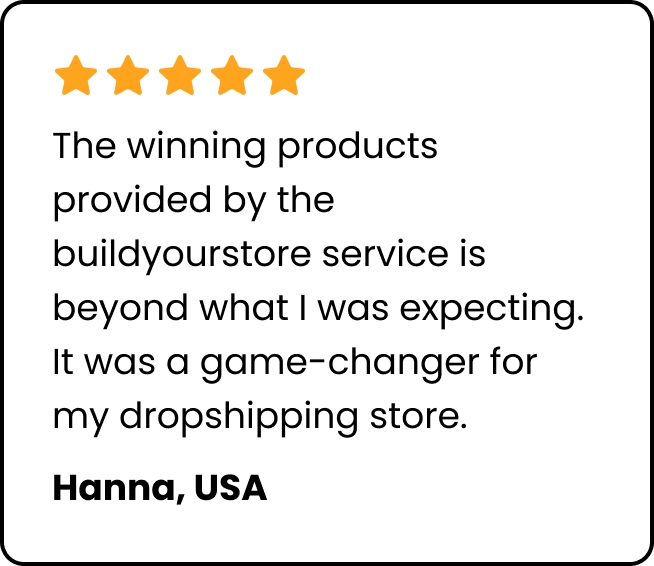 The winning products
provided by the
buildyourstore service is
beyond what I was expecting.
It was a game-changer for
my dropshipping store.
Hanna, USA